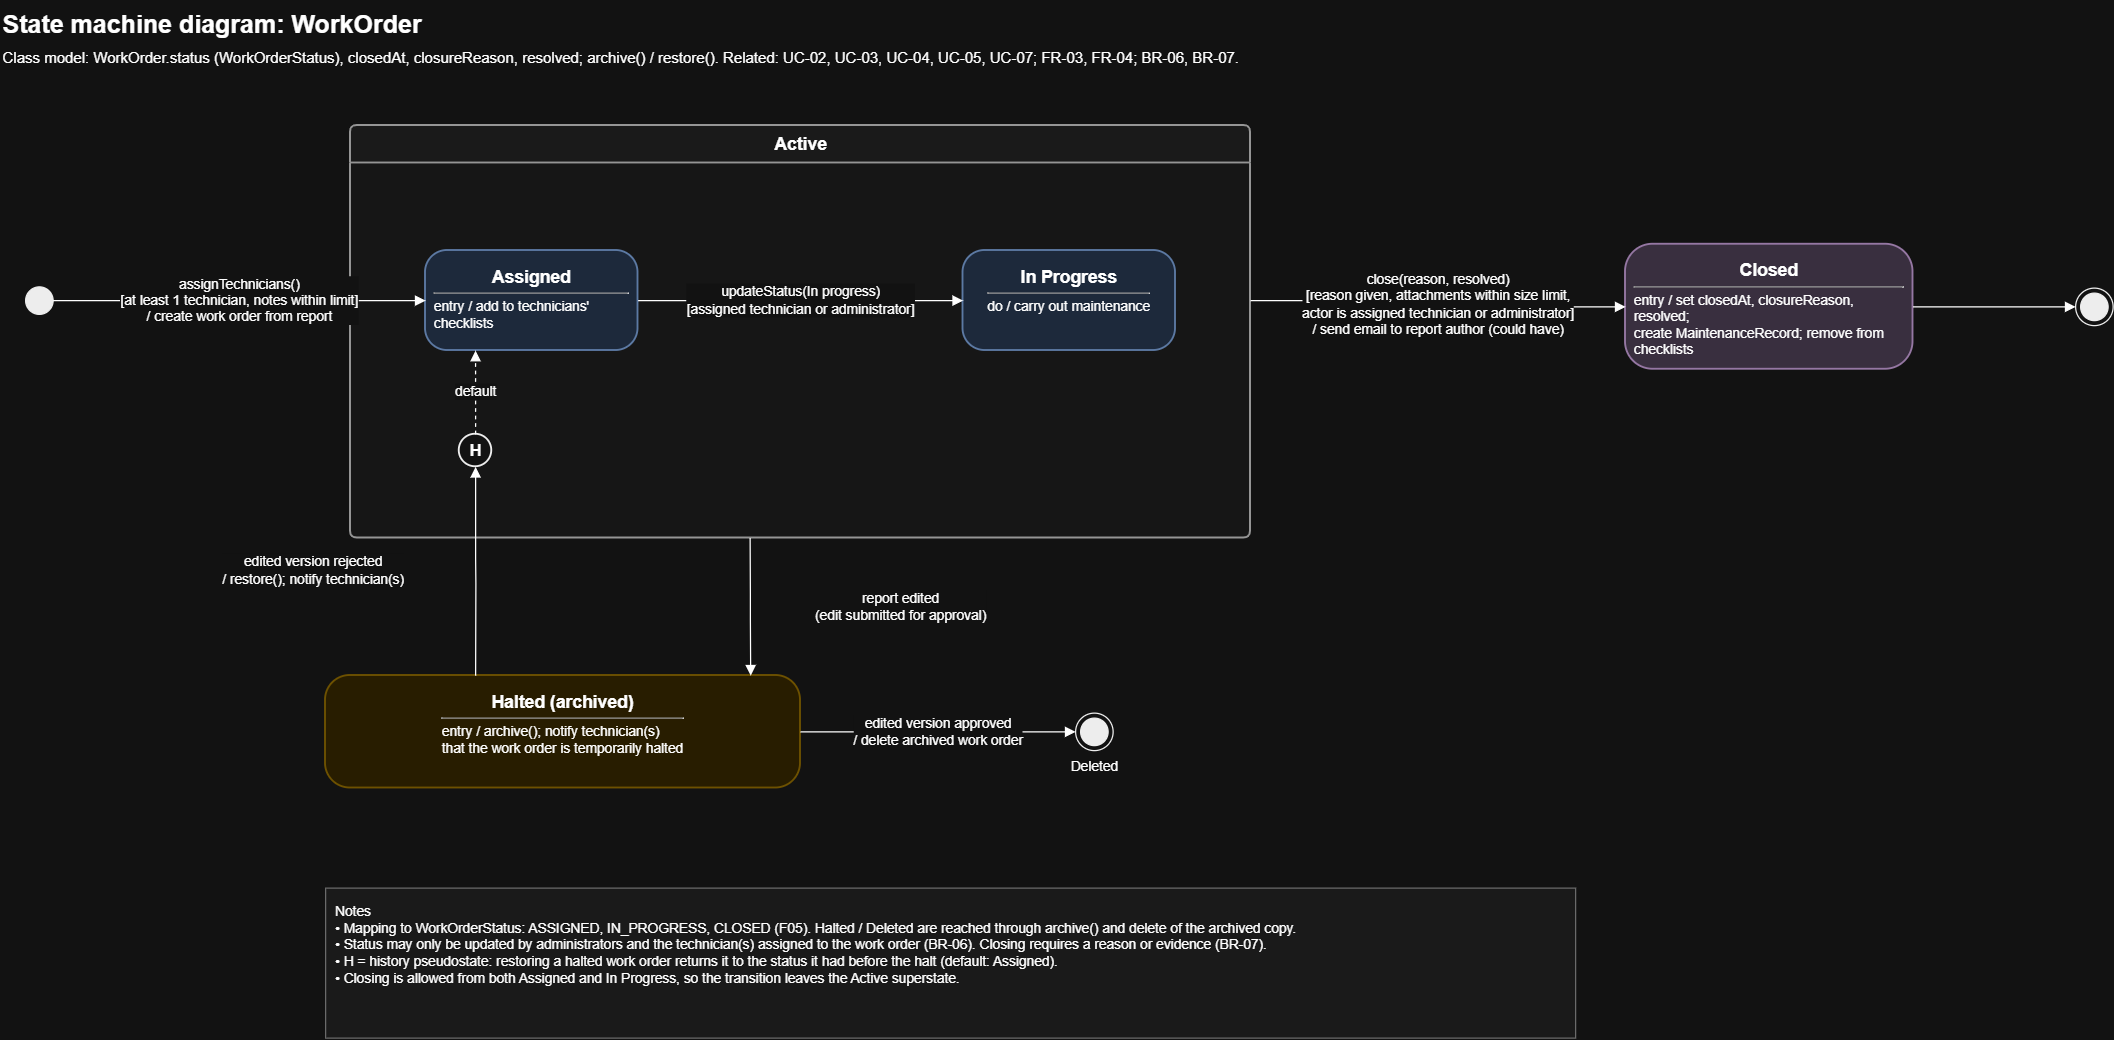 State machine diagram: WorkOrder
Class model: WorkOrder.status (WorkOrderStatus), closedAt, closureReason, resolved; archive() / restore(). Related: UC-02, UC-03, UC-04, UC-05, UC-07; FR-03, FR-04; BR-06, BR-07.
Active
assignTechnicians()
[at least 1 technician, notes within limit]
/ create work order from report
Assigned
entry / add to technicians'
checklists
updateStatus(In progress)
[assigned technician or administrator]
In Progress
do / carry out maintenance
close(reason, resolved)
[reason given, attachments within size limit,
actor is assigned technician or administrator]
/ send email to report author (could have)
Closed
entry / set closedAt, closureReason,
resolved;
create MaintenanceRecord; remove from
checklists
default
H
edited version rejected
/ restore(); notify technician(s)
report edited
(edit submitted for approval)
Halted (archived)
entry / archive(); notify technician(s)
that the work order is temporarily halted
edited version approved
/ delete archived work order
Deleted
Notes
• Mapping to WorkOrderStatus: ASSIGNED, IN_PROGRESS, CLOSED (F05). Halted / Deleted are reached through archive() and delete of the archived copy.
• Status may only be updated by administrators and the technician(s) assigned to the work order (BR-06). Closing requires a reason or evidence (BR-07).
• H = history pseudostate: restoring a halted work order returns it to the status it had before the halt (default: Assigned).
• Closing is allowed from both Assigned and In Progress, so the transition leaves the Active superstate.